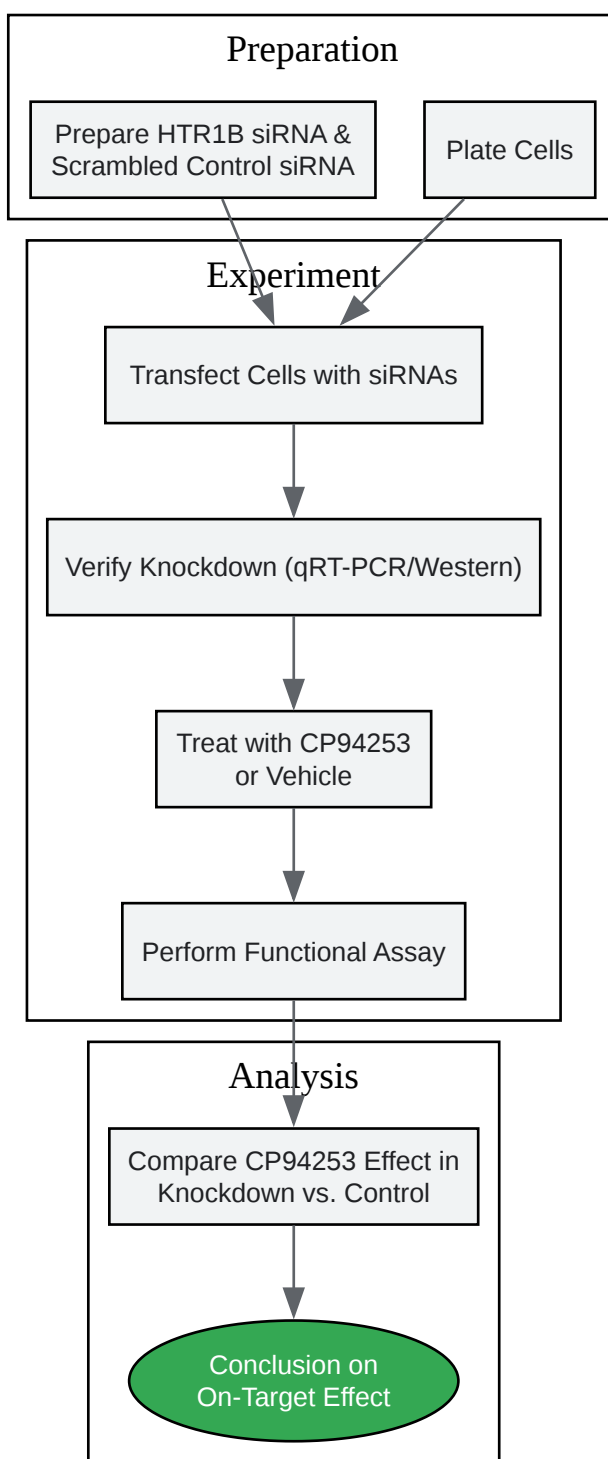 Preparation
Prepare HTR1B siRNA &
Scrambled Control siRNA
Plate Cells
Experiment
Transfect Cells with siRNAs
Verify Knockdown (qRT-PCR/Western)
Treat with CP94253
or Vehicle
Perform Functional Assay
Analysis
Compare CP94253 Effect in
Knockdown vs. Control
Conclusion on
On-Target Effect